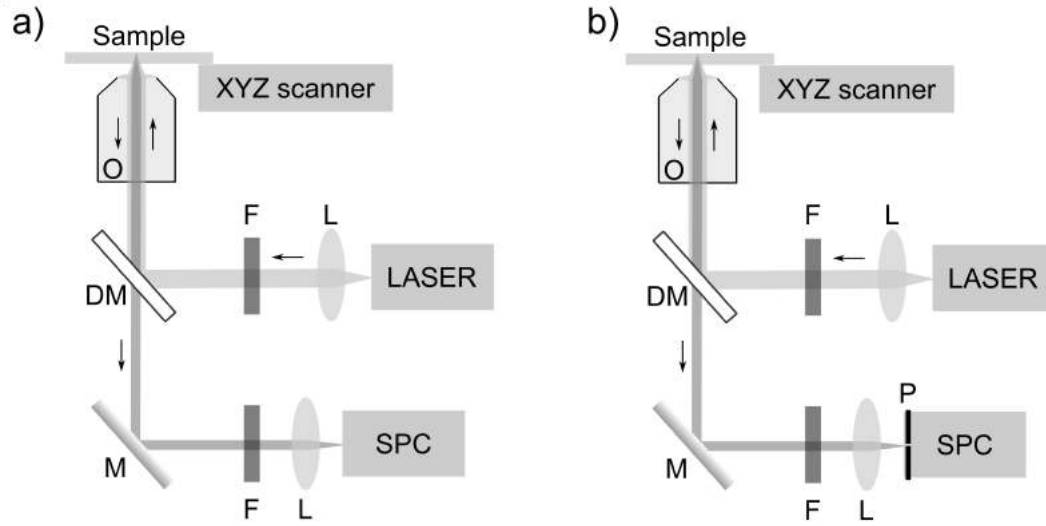 a)
Sample
XYZ scanner
O
F
L
LASER
DM
SPC
M
F
L
b)
Sample
XYZ scanner
O
F
L
LASER
DM
P
SPC
M
F
L